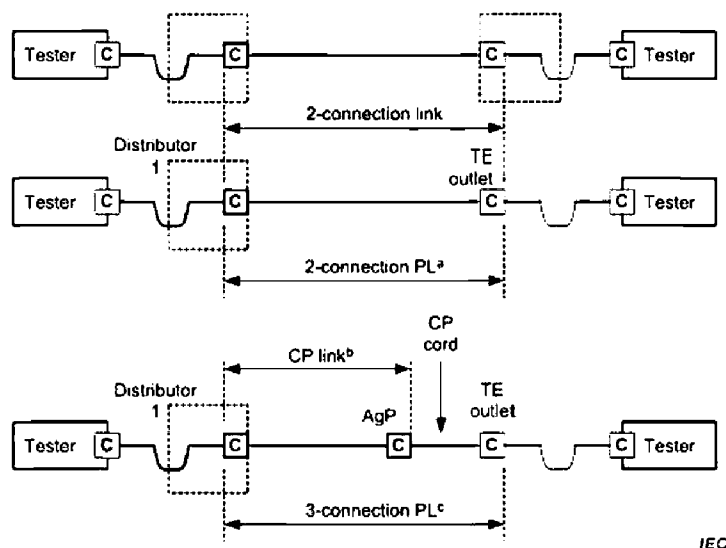 Tester C C C C Tester
2-connection link
Distributor
1
TE
outlet
Tester C C C C Tester
2-connection PLᵃ
CP
cord
CP linkᵇ
Distributor
1
AgP
TE
outlet
Tester C C C C C Tester
3-connection PLᶜ
IEC